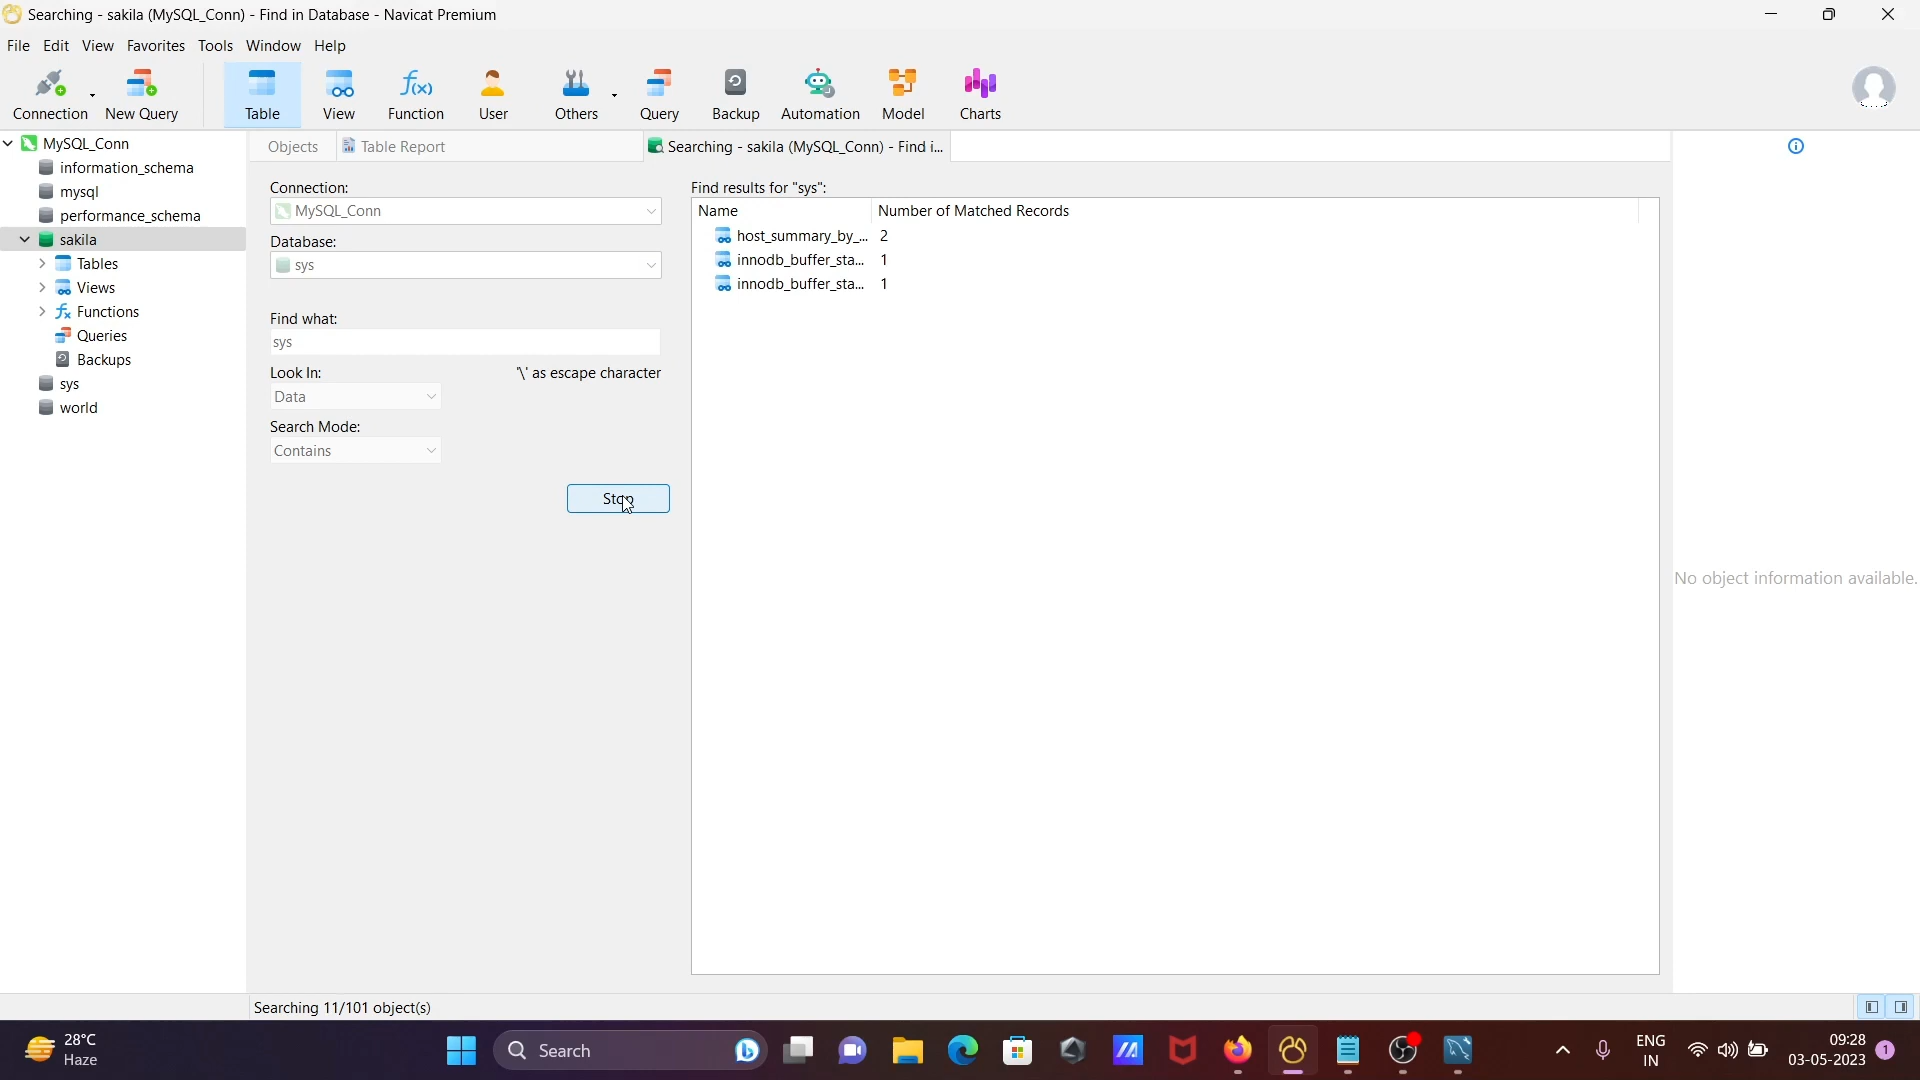 Searching - sakila (MySQL_Conn) - Find in Database - Navicat Premium
File Edit View Favorites Tools Window Help
Connection New Query Table View Function User Others Query Backup Automation Model Charts
MySQL_Conn
information_schema
mysql
performance_schema
sakila
Tables
Views
Functions
Queries
Backups
sys
world
Objects Table Report Searching - sakila (MySQL_Conn) - Find i...
Connection:
MySQL_Conn
Database:
sys
Find what:
sys
Look In: '\' as escape character
Data
Search Mode:
Contains
Stop
Find results for "sys":
Name Number of Matched Records
host_summary_by_... 2
innodb_buffer_sta... 1
innodb_buffer_sta... 1
No object information available.
Searching 11/101 object(s)
28°C
Haze
Search
ENG
IN
09:28
03-05-2023
1